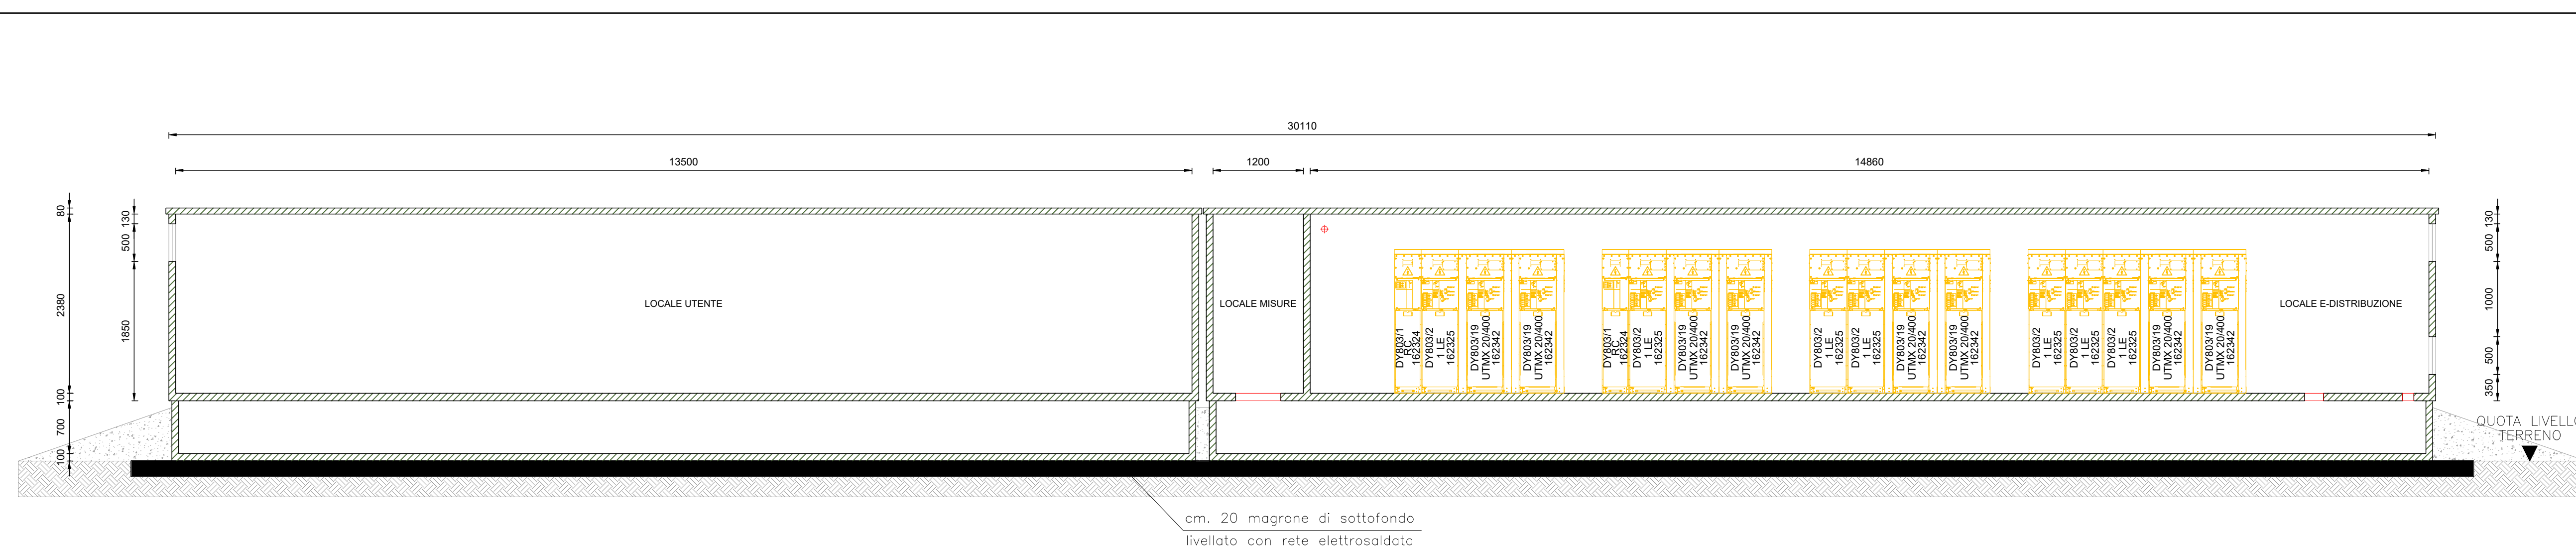 30110
13500
1200
14860
80
2380
100
700
100
130
500
1850
LOCALE UTENTE
LOCALE MISURE
LOCALE E-DISTRIBUZIONE
DY803/1
RC
162324
DY803/2
1 LE
162325
DY803/19
UTMX 20/400.
162342
DY803/19
UTMX 20/400.
162342
DY803/1
RC
162324
DY803/2
1 LE
162325
DY803/19
UTMX 20/400.
162342
DY803/19
UTMX 20/400.
162342
DY803/2
1 LE
162325
DY803/2
1 LE
162325
DY803/19
UTMX 20/400.
162342
DY803/19
UTMX 20/400.
162342
DY803/2
1 LE
162325
DY803/2
1 LE
162325
DY803/2
1 LE
162325
DY803/19
UTMX 20/400.
162342
DY803/19
UTMX 20/400.
162342
130
500
1000
500
350
QUOTA LIVELLO
TERRENO
cm. 20 magrone di sottofondo
livellato con rete elettrosaldata